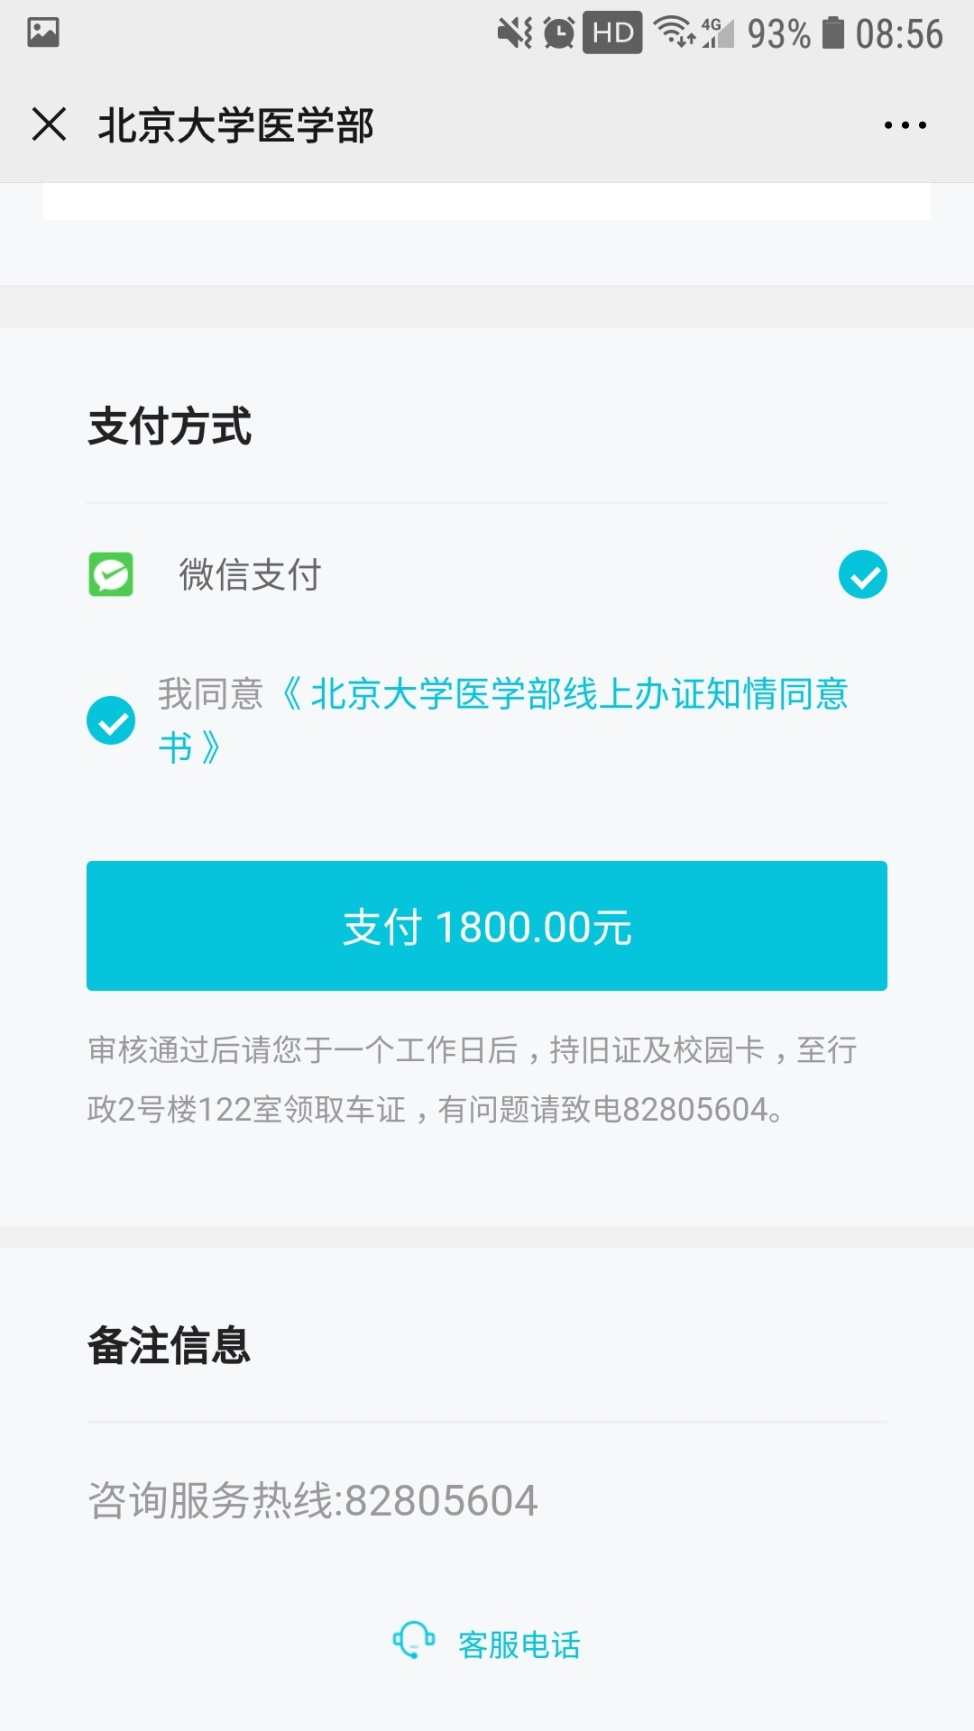 HD 4G 93% 08:56
北京大学医学部
支付方式
微信支付
我同意《 北京大学医学部线上办证知情同意
书 》
支付 1800.00元
审核通过后请您于一个工作日后，持旧证及校园卡，至行
政2号楼122室领取车证，有问题请致电82805604。
备注信息
咨询服务热线:82805604
客服电话